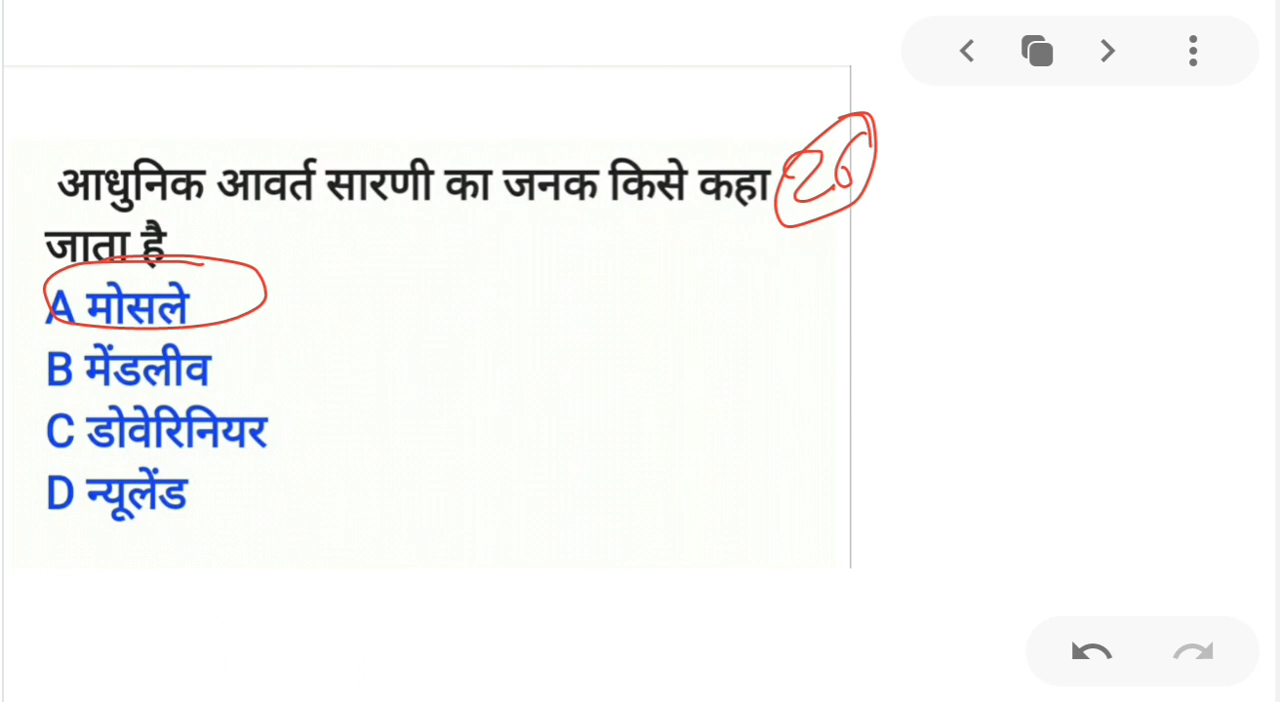 आधुनिक आवर्त सारणी का जनक किसे कहा 26
जाता है
A मोसले
B मेंडलीव
C डोवेरिनियर
D न्यूलेंड